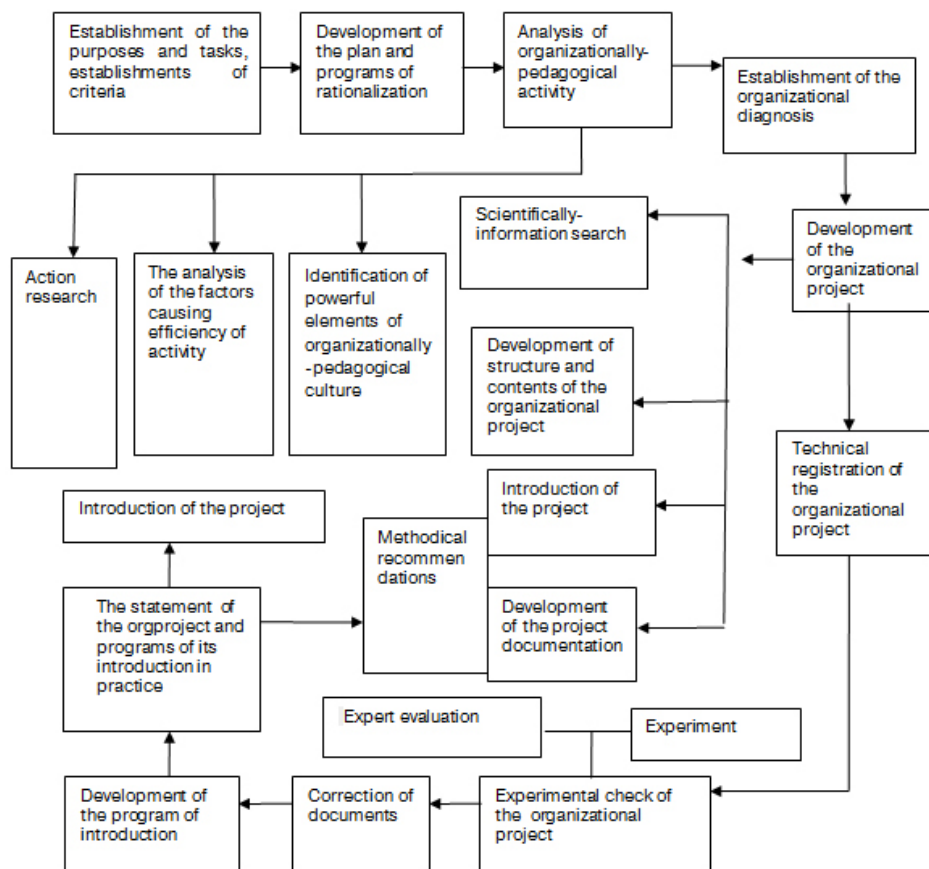 Establishment of the
purposes and tasks,
establishments of
criteria
Development of
the plan and
programs of
rationalization
Analysis of
organizationally-
pedagogical
activity
Establishment of the
organizational
diagnosis
Scientifically-
information search
Development
of the
organizational
project
Action
research
The analysis
of the factors
causing
efficiency of
activity
Identification of
powerful
elements of
organizationally
-pedagogical
culture
Development of
structure and
contents of the
organizational
project
Technical
registration of
the
organizational
project
Introduction of the project
Introduction of
the project
Methodical
recommen
dations
The statement of
the orgproject and
programs of its
introduction in
practice
Development
of the project
documentation
Expert evaluation
Experiment
Development of
the program of
introduction
Correction of
documents
Experimental check of
the organizational
project